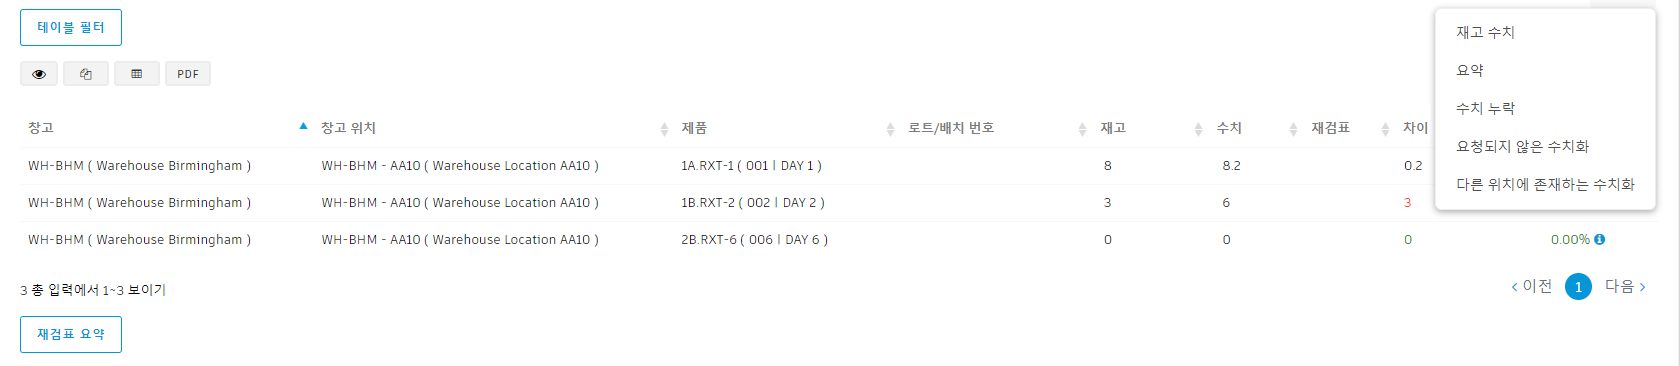 테이블 필터
재고 수치
요약
수치 누락
요청되지 않은 수치화
다른 위치에 존재하는 수치화
PDF
창고 창고 위치 제품 로트/배치 번호 재고 수치 재검표 차이
WH-BHM ( Warehouse Birmingham ) WH-BHM - AA10 ( Warehouse Location AA10 ) 1A.RXT-1 ( 001 | DAY 1 ) 8 8.2 0.2
WH-BHM ( Warehouse Birmingham ) WH-BHM - AA10 ( Warehouse Location AA10 ) 1B.RXT-2 ( 002 | DAY 2 ) 3 6 3
WH-BHM ( Warehouse Birmingham ) WH-BHM - AA10 ( Warehouse Location AA10 ) 2B.RXT-6 ( 006 | DAY 6 ) 0 0 0 0.00%
3 총 입력에서 1~3 보이기
이전 1 다음
재검표 요약